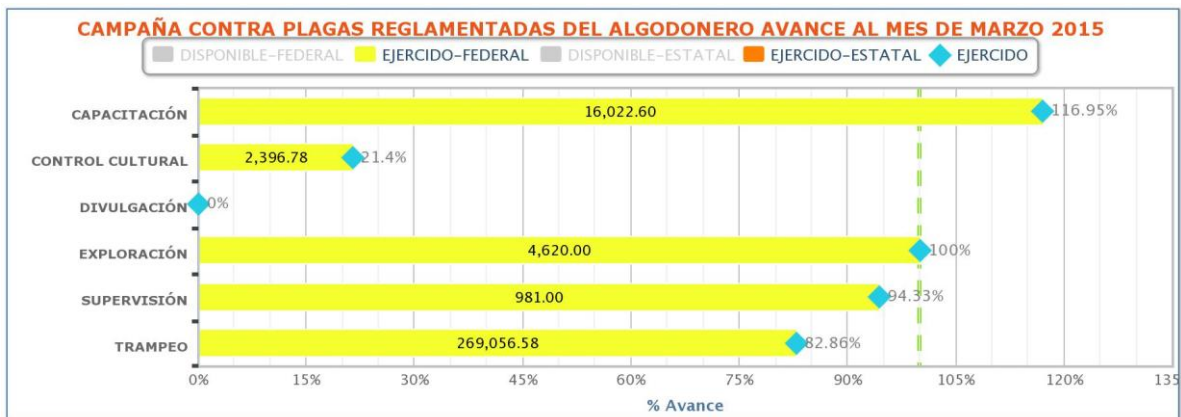 CAMPAÑA CONTRA PLAGAS REGLAMENTADAS DEL ALGODONERO AVANCE AL MES DE MARZO 2015
DISPONIBLE-FEDERAL EJERCIDO-FEDERAL DISPONIBLE-ESTATAL EJERCIDO-ESTATAL EJERCIDO
CAPACITACIÓN 16,022.60 116.95%
CONTROL CULTURAL 2,396.78 21.4%
DIVULGACIÓN 0%
EXPLORACIÓN 4,620.00 100%
SUPERVISIÓN 981.00 94.33%
TRAMPEO 269,056.58 82.86%
0% 15% 30% 45% 60% 75% 90% 105% 120% 135
% Avance